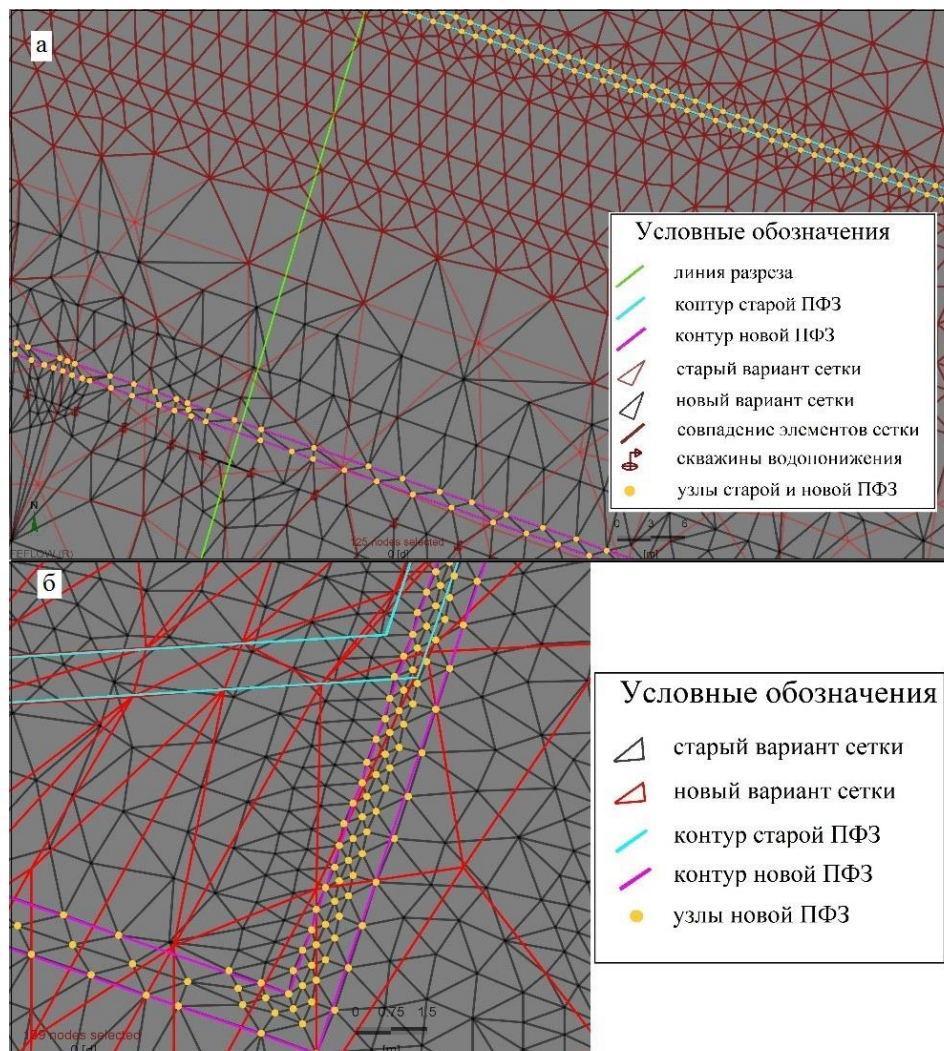 а
Условные обозначения
линия разреза
контур старой ПФЗ
контур новой ПФЗ
старый вариант сетки
новый вариант сетки
совпадение элементов сетки
скважины водопонижения
узлы старой и новой ПФЗ
N
0 3 6
[m]
125 nodes selected
0 [d]
FEFLOW (R)
б
Условные обозначения
старый вариант сетки
новый вариант сетки
контур старой ПФЗ
контур новой ПФЗ
узлы новой ПФЗ
0 0.75 1.5
[m]
nodes selected
0 [d]